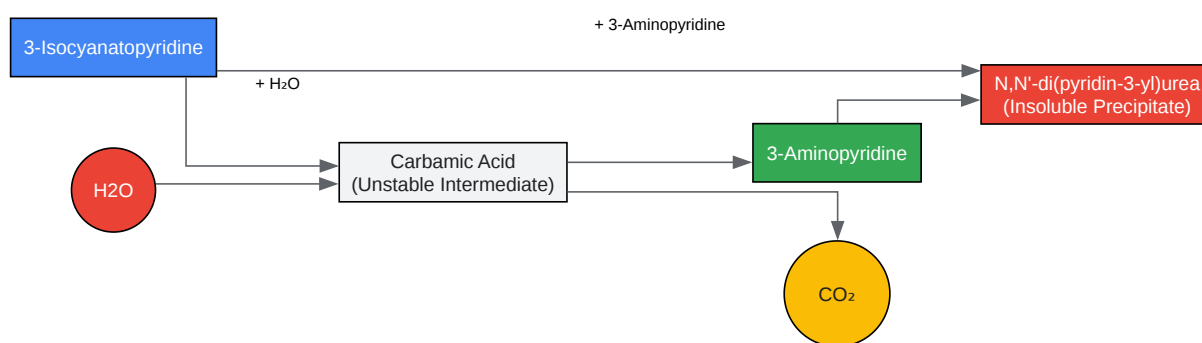 + 3-Aminopyridine
3-Isocyanatopyridine
+ H₂O
N,N'-di(pyridin-3-yl)urea
(Insoluble Precipitate)
3-Aminopyridine
Carbamic Acid
(Unstable Intermediate)
H2O
CO₂